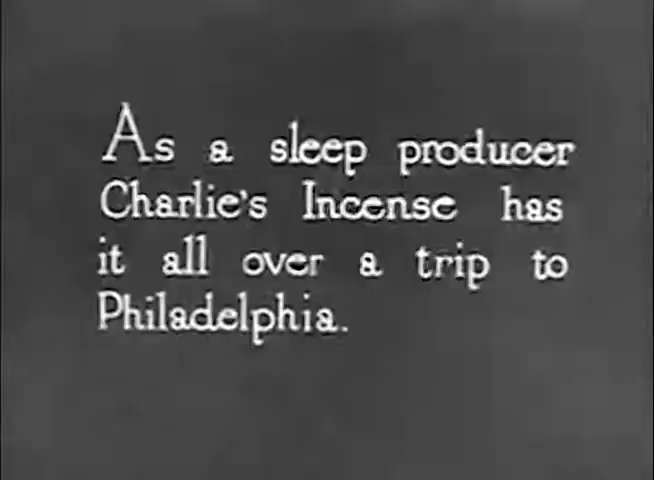 As a sleep producer
Charlie's Incense has
it all over a trip to
Philadelphia.